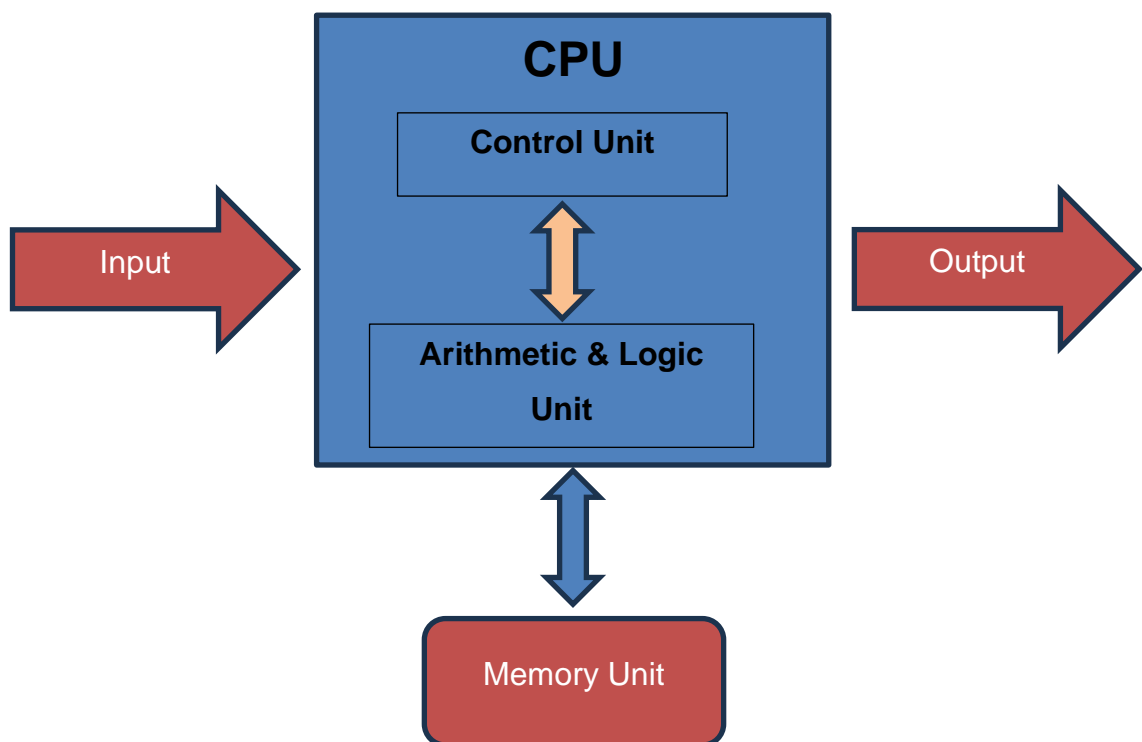 CPU
Control Unit
Input
Output
Arithmetic & Logic
Unit
Memory Unit